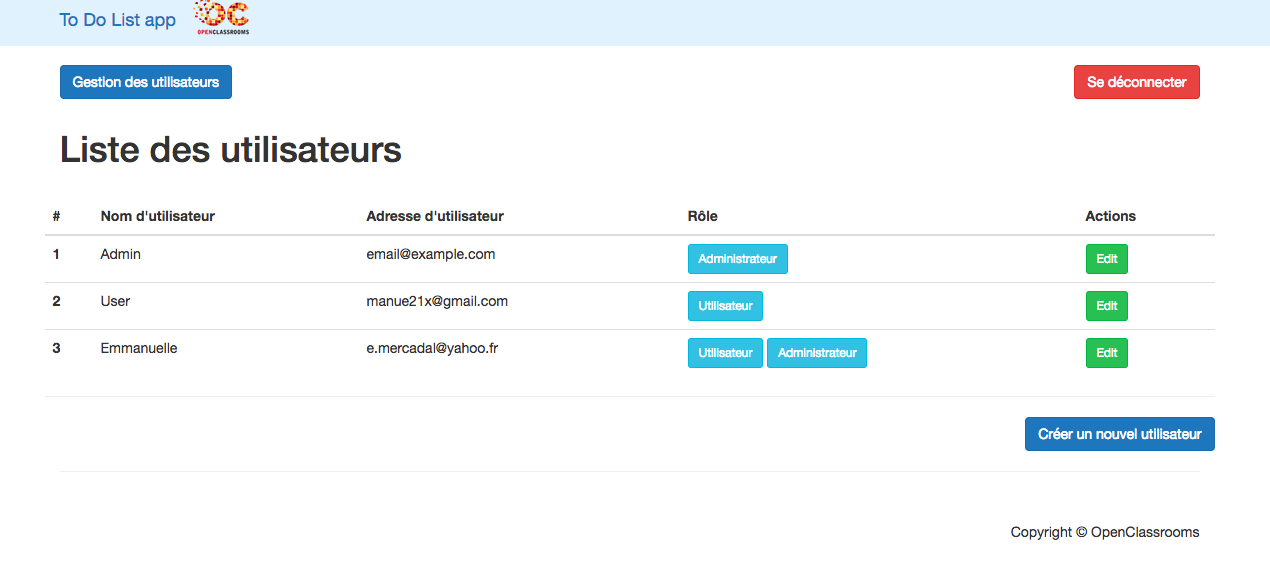 To Do List app
OC
OPENCLASSROOMS
Gestion des utilisateurs
Se déconnecter
Liste des utilisateurs
# Nom d'utilisateur Adresse d'utilisateur Rôle Actions
1 Admin email@example.com Administrateur Edit
2 User manue21x@gmail.com Utilisateur Edit
3 Emmanuelle e.mercadal@yahoo.fr Utilisateur Administrateur Edit
Créer un nouvel utilisateur
Copyright © OpenClassrooms